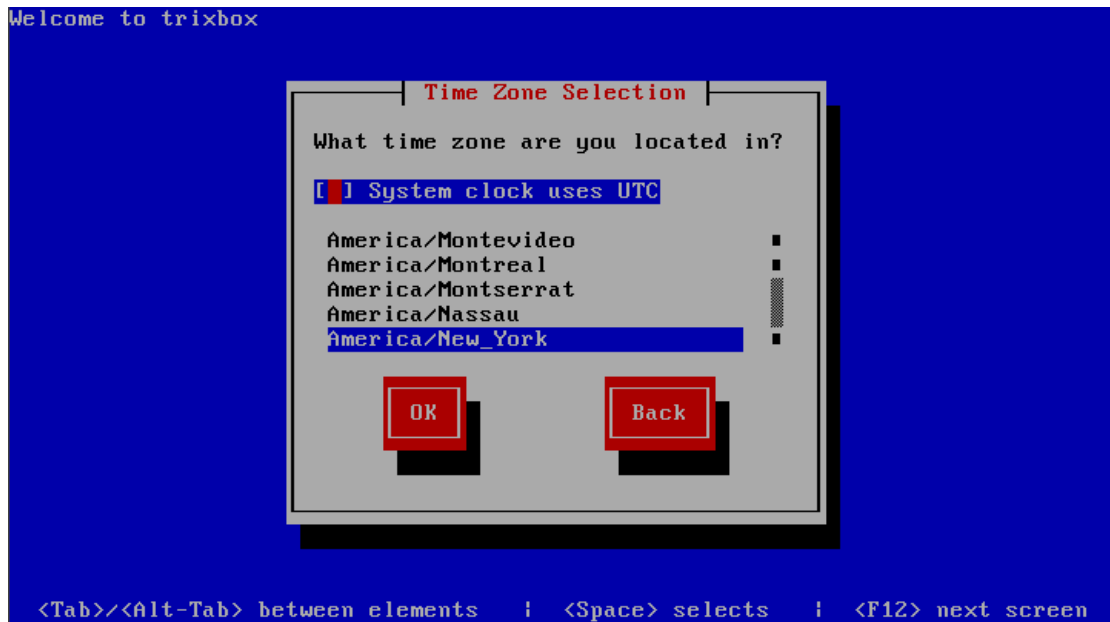 Welcome to trixbox
Time Zone Selection
What time zone are you located in?
[ ] System clock uses UTC
America/Montevideo
America/Montreal
America/Montserrat
America/Nassau
America/New_York
OK
Back
<Tab>/<Alt-Tab> between elements | <Space> selects | <F12> next screen